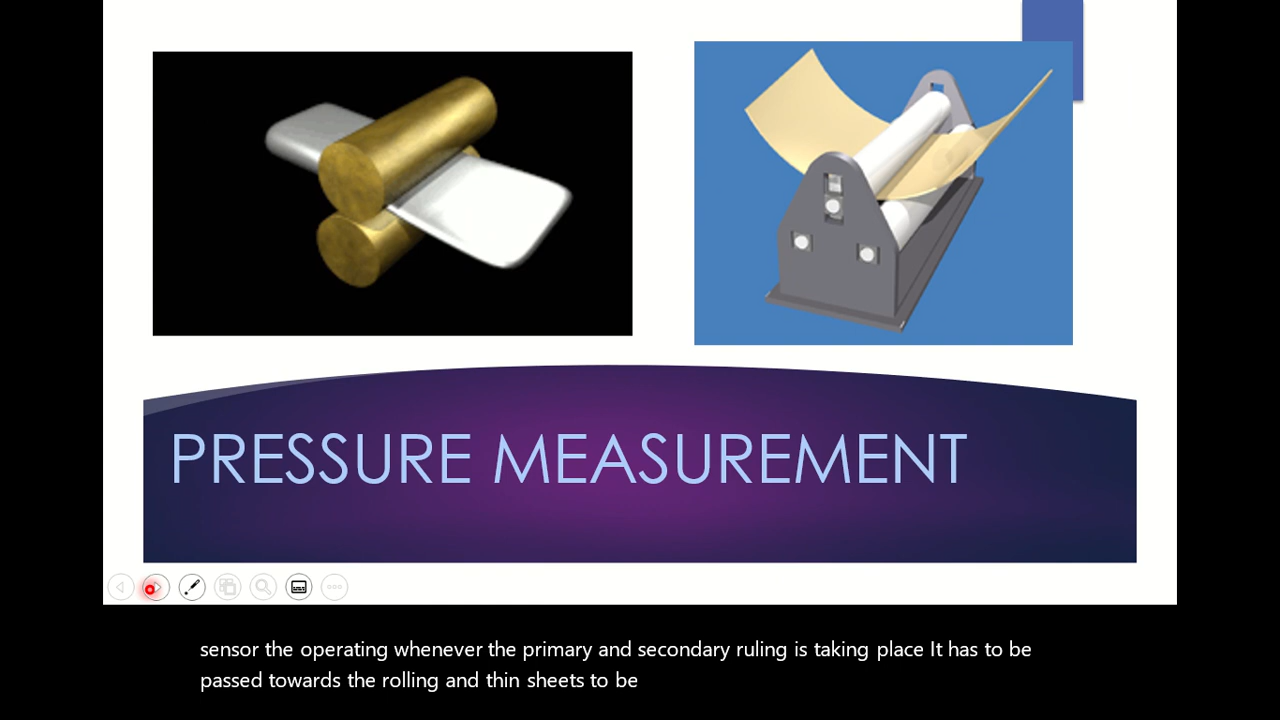 PRESSURE MEASUREMENT
sensor the operating whenever the primary and secondary ruling is taking place It has to be
passed towards the rolling and thin sheets to be